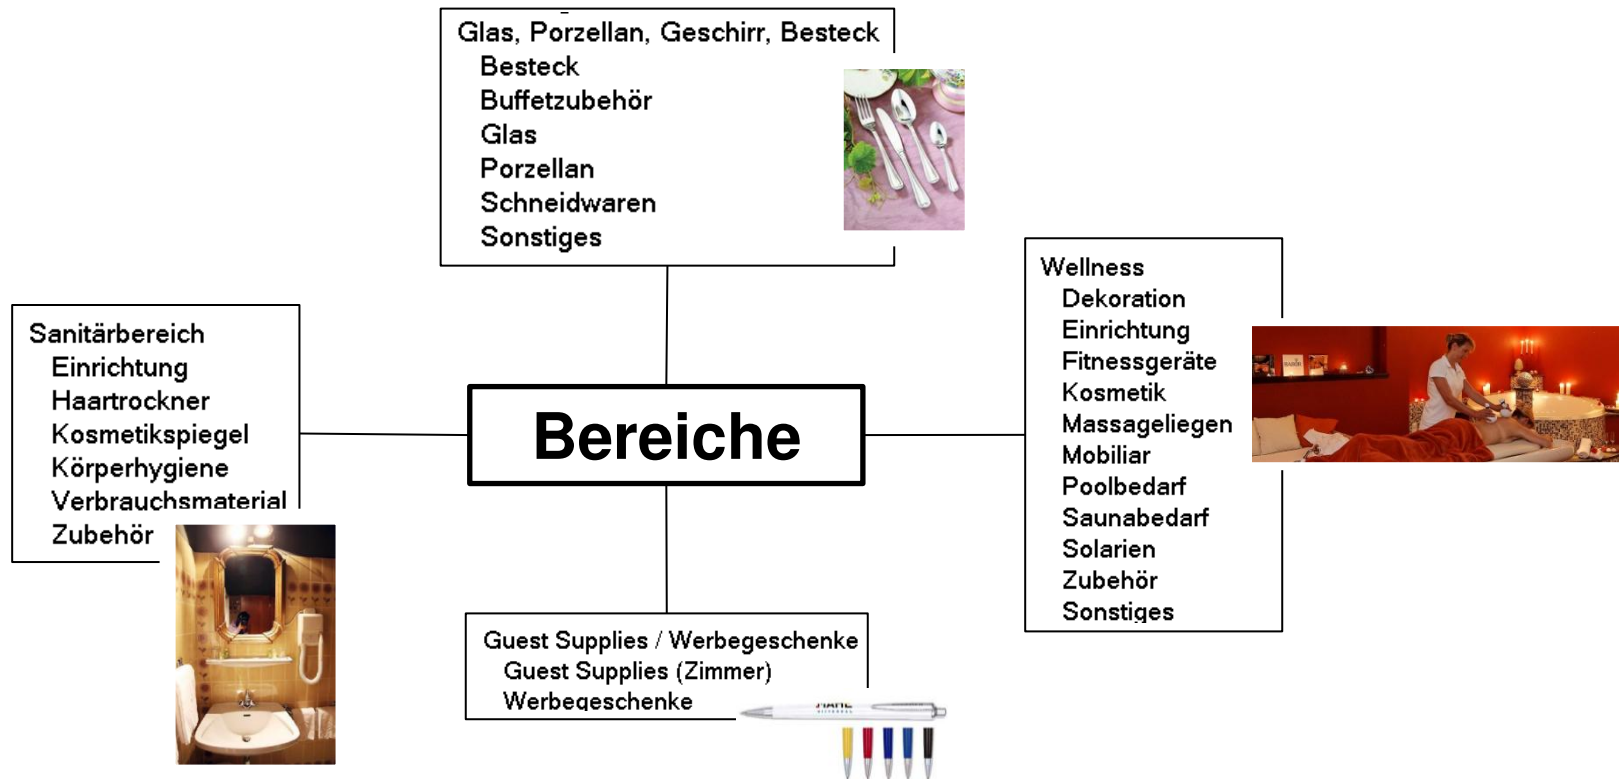 Glas, Porzellan, Geschirr, Besteck
Besteck
Buffetzubehör
Glas
Porzellan
Schneidwaren
Sonstiges
Sanitärbereich
Einrichtung
Haartrockner
Kosmetikspiegel
Körperhygiene
Verbrauchsmaterial
Zubehör
Bereiche
Wellness
Dekoration
Einrichtung
Fitnessgeräte
Kosmetik
Massageliegen
Mobiliar
Poolbedarf
Saunabedarf
Solarien
Zubehör
Sonstiges
Guest Supplies / Werbegeschenke
Guest Supplies (Zimmer)
Werbegeschenke